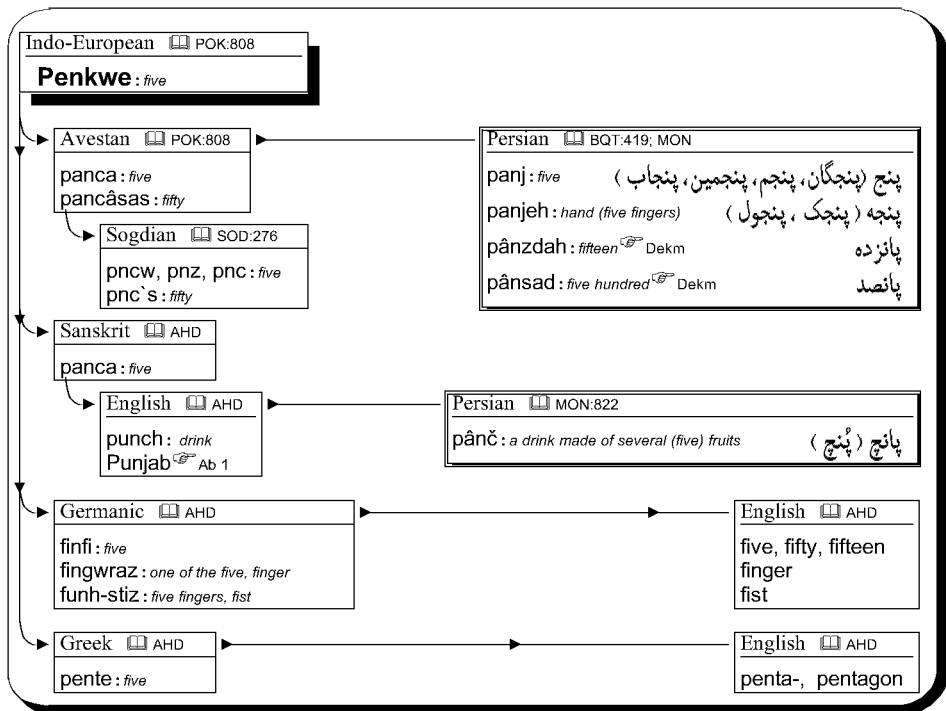 Indo-European POK:808
Penkwe : five
Avestan POK:808
panca : five
pancâsas : fifty
Persian BQT:419; MON
panj : five پنج (پنجگان، پنجم، پنجمین، پنجاب )
panjeh : hand (five fingers) پنجه ( پنجک ، پنجول )
pânzdah : fifteen☞ Dekm پانزده
pânsad : five hundred☞ Dekm پانصد
Sogdian SOD:276
pncw, pnz, pnc : five
pnc`s : fifty
Sanskrit AHD
panca : five
English AHD
punch : drink
Punjab☞ Ab 1
Persian MON:822
pânč : a drink made of several (five) fruits پانچ ( پُنچ )
Germanic AHD
finfi : five
fingwraz : one of the five, finger
funh-stiz : five fingers, fist
English AHD
five, fifty, fifteen
finger
fist
Greek AHD
pente : five
English AHD
penta-, pentagon